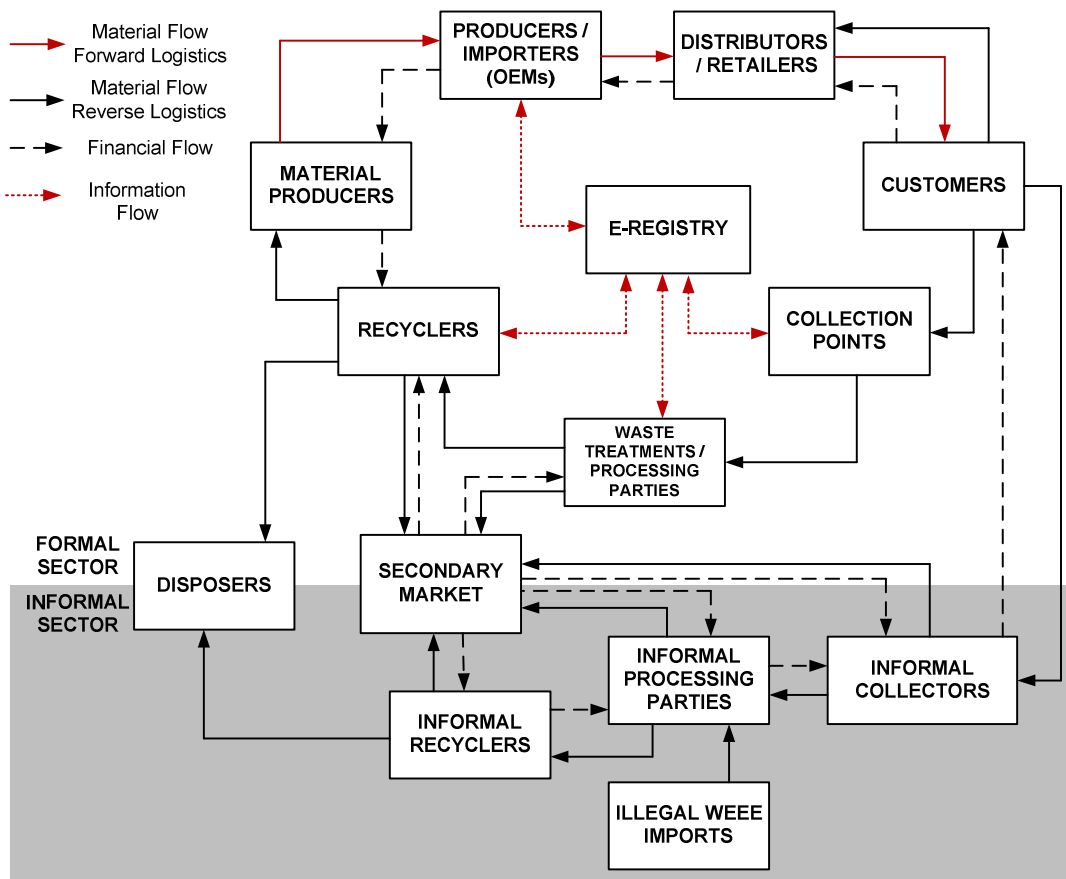 Material Flow
Forward Logistics
Material Flow
Reverse Logistics
Financial Flow
Information
Flow
PRODUCERS /
IMPORTERS
(OEMs)
DISTRIBUTORS
/ RETAILERS
MATERIAL
PRODUCERS
CUSTOMERS
E-REGISTRY
RECYCLERS
COLLECTION
POINTS
WASTE
TREATMENTS /
PROCESSING
PARTIES
FORMAL
SECTOR
INFORMAL
SECTOR
DISPOSERS
SECONDARY
MARKET
INFORMAL
PROCESSING
PARTIES
INFORMAL
COLLECTORS
INFORMAL
RECYCLERS
ILLEGAL WEEE
IMPORTS